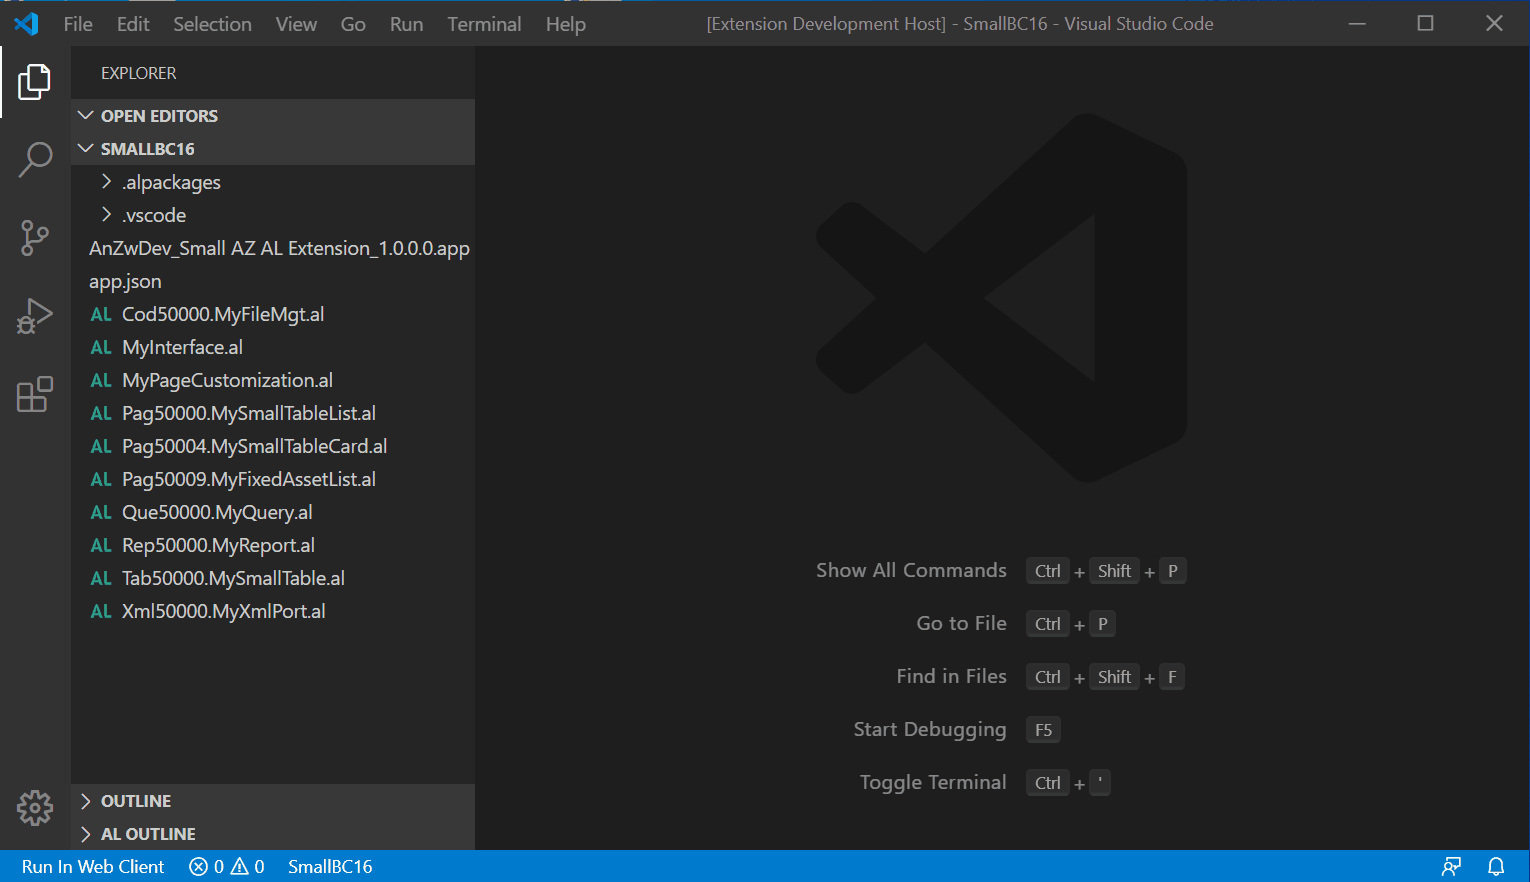 File Edit Selection View Go Run Terminal Help [Extension Development Host] - SmallBC16 - Visual Studio Code
EXPLORER
OPEN EDITORS
SMALLBC16
.alpackages
.vscode
AnZwDev_Small AZ AL Extension_1.0.0.0.app
app.json
AL Cod50000.MyFileMgt.al
AL MyInterface.al
AL MyPageCustomization.al
AL Pag50000.MySmallTableList.al
AL Pag50004.MySmallTableCard.al
AL Pag50009.MyFixedAssetList.al
AL Que50000.MyQuery.al
AL Rep50000.MyReport.al
AL Tab50000.MySmallTable.al
AL Xml50000.MyXmlPort.al
OUTLINE
AL OUTLINE
Show All Commands Ctrl + Shift + P
Go to File Ctrl + P
Find in Files Ctrl + Shift + F
Start Debugging F5
Toggle Terminal Ctrl + '
Run In Web Client 0 0 SmallBC16